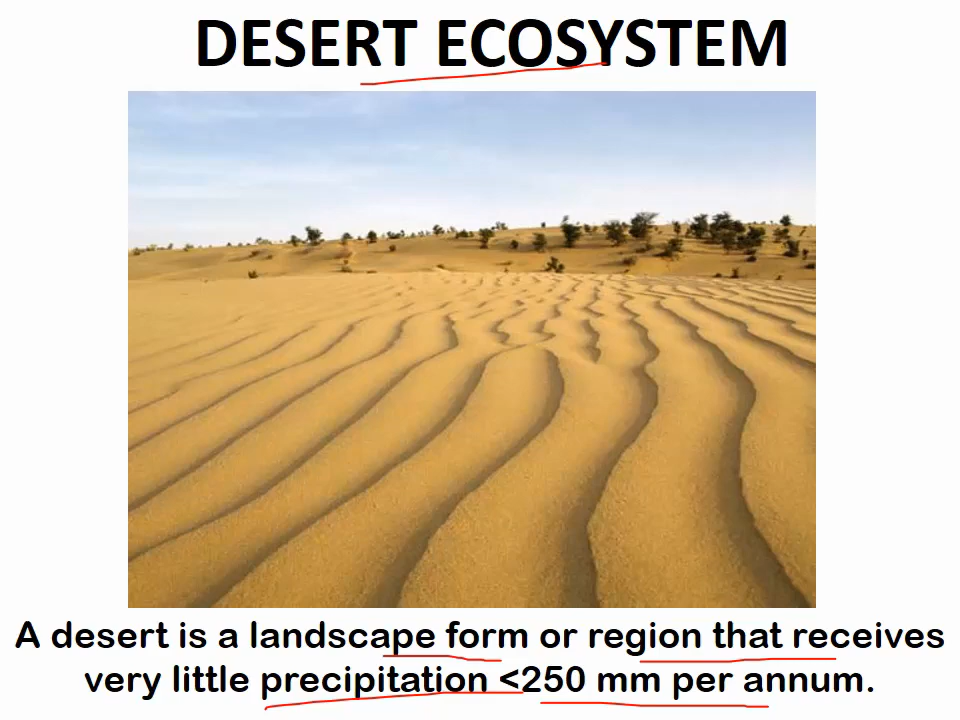 DESERT ECOSYSTEM
A desert is a landscape form or region that receives
very little precipitation <250 mm per annum.